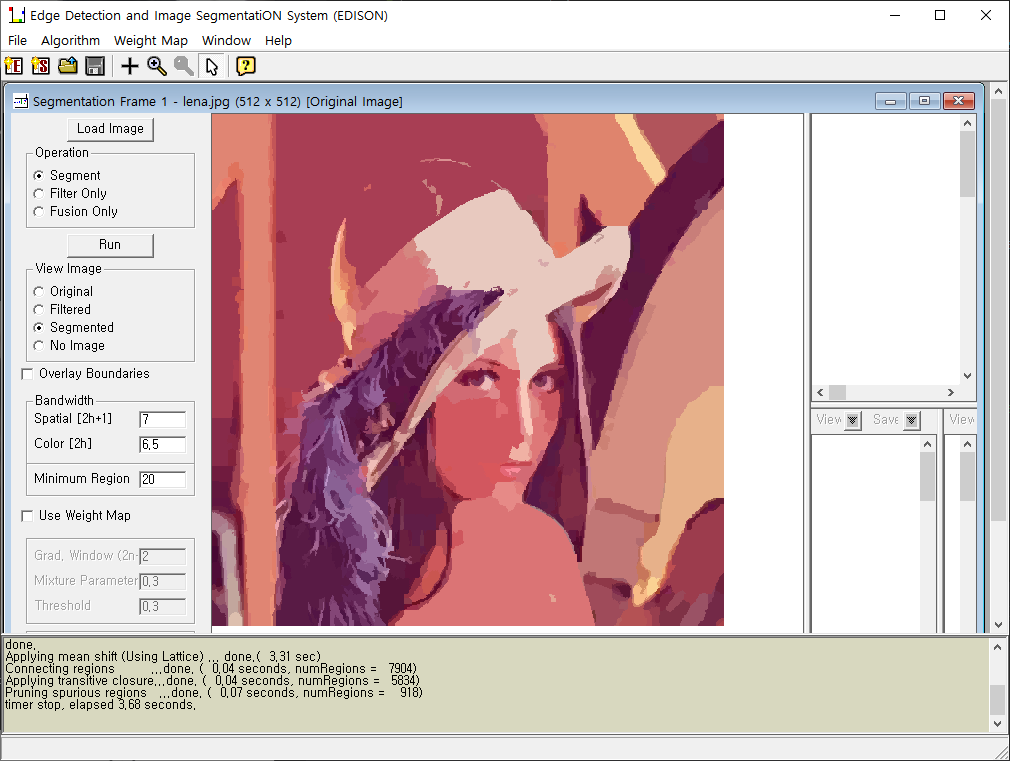 Edge Detection and Image SegmentatiON System (EDISON)
File Algorithm Weight Map Window Help
Segmentation Frame 1 - lena.jpg (512 x 512) [Original Image]
Load Image
Operation
Segment
Filter Only
Fusion Only
Run
View Image
Original
Filtered
Segmented
No Image
Overlay Boundaries
Bandwidth
Spatial [2h+1] 7
Color [2h] 6,5
Minimum Region 20
Use Weight Map
Grad, Window (2n- 2
Mixture Parameter 0,3
Threshold 0,3
View Save View
done,
Applying mean shift (Using Lattice) ,,, done,( 3,31 sec)
Connecting regions ,,,done, ( 0,04 seconds, numRegions = 7904)
Applying transitive closure,,,done, ( 0,04 seconds, numRegions = 5834)
Pruning spurious regions ,,,done, ( 0,07 seconds, numRegions = 918)
timer stop, elapsed 3,68 seconds,